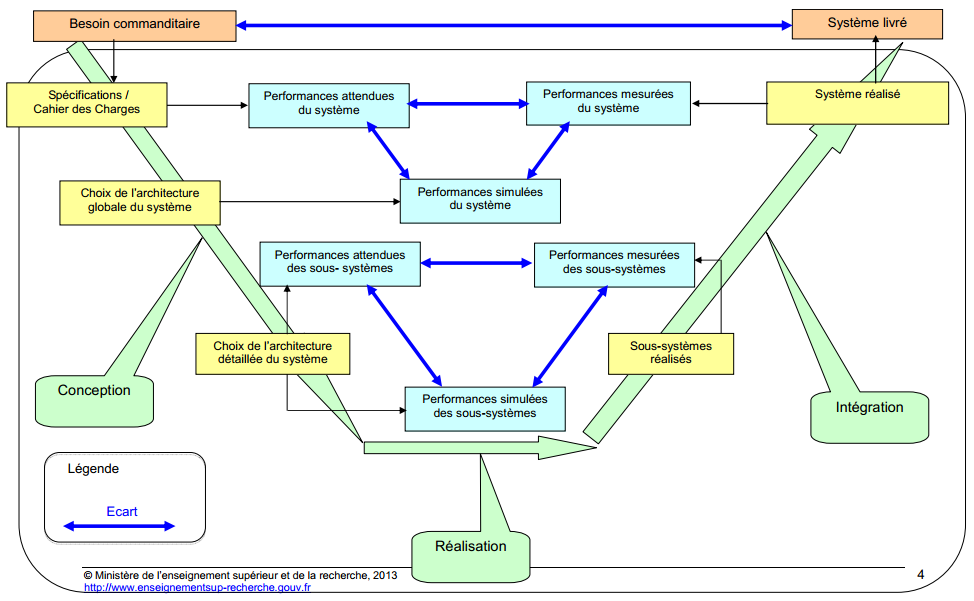 Besoin commanditaire
Système livré
Spécifications /
Cahier des Charges
Performances attendues
du système
Performances mesurées
du système
Système réalisé
Choix de l'architecture
globale du système
Performances simulées
du système
Performances attendues
des sous- systèmes
Performances mesurées
des sous-systèmes
Choix de l'architecture
détaillée du système
Sous-systèmes
réalisés
Conception
Performances simulées
des sous-systèmes
Intégration
Légende
Ecart
Réalisation
© Ministère de l'enseignement supérieur et de la recherche, 2013
4
http://www.enseignementsup-recherche.gouv.fr